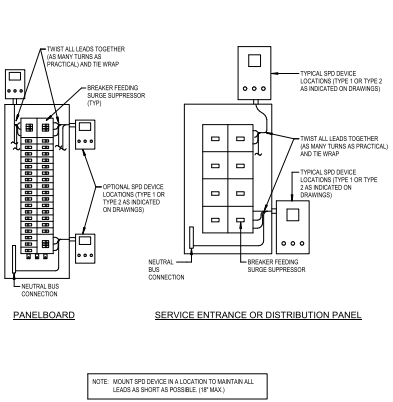 TWIST ALL LEADS TOGETHER
(AS MANY TURNS AS
PRACTICAL) AND TIE WRAP
BREAKER FEEDING
SURGE SUPPRESSOR
(TYP)
OPTIONAL SPD DEVICE
LOCATIONS (TYPE 1 OR
TYPE 2 AS INDICATED
ON DRAWINGS)
NEUTRAL BUS
CONNECTION
PANELBOARD
TYPICAL SPD DEVICE
LOCATIONS (TYPE 1 OR TYPE 2
AS INDICATED ON DRAWINGS)
TWIST ALL LEADS TOGETHER
(AS MANY TURNS AS PRACTICAL)
AND TIE WRAP
TYPICAL SPD DEVICE
LOCATIONS (TYPE 1 OR TYPE
2 AS INDICATED ON
DRAWINGS)
NEUTRAL
BUS
CONNECTION
BREAKER FEEDING
SURGE SUPPRESSOR
SERVICE ENTRANCE OR DISTRIBUTION PANEL
NOTE: MOUNT SPD DEVICE IN A LOCATION TO MAINTAIN ALL
LEADS AS SHORT AS POSSIBLE. (18" MAX.)